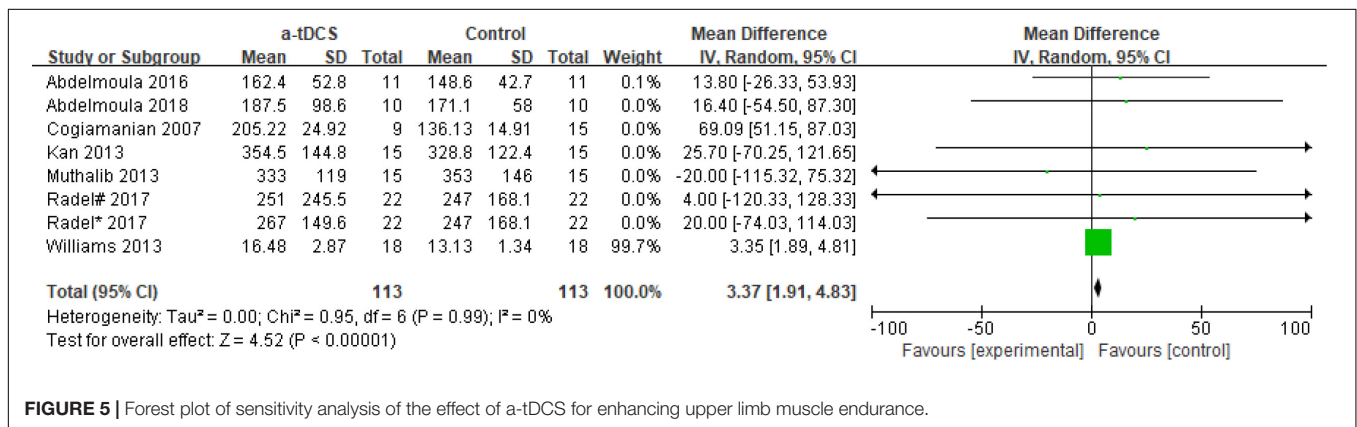 a-tDCS Control Mean Difference Mean Difference
Study or Subgroup Mean SD Total Mean SD Total Weight IV, Random, 95% CI IV, Random, 95% CI
Abdelmoula 2016 162.4 52.8 11 148.6 42.7 11 0.1% 13.80 [-26.33, 53.93]
Abdelmoula 2018 187.5 98.6 10 171.1 58 10 0.0% 16.40 [-54.50, 87.30]
Cogiamanian 2007 205.22 24.92 9 136.13 14.91 15 0.0% 69.09 [51.15, 87.03]
Kan 2013 354.5 144.8 15 328.8 122.4 15 0.0% 25.70 [-70.25, 121.65]
Muthalib 2013 333 119 15 353 146 15 0.0% -20.00 [-115.32, 75.32]
Radel# 2017 251 245.5 22 247 168.1 22 0.0% 4.00 [-120.33, 128.33]
Radel* 2017 267 149.6 22 247 168.1 22 0.0% 20.00 [-74.03, 114.03]
Williams 2013 16.48 2.87 18 13.13 1.34 18 99.7% 3.35 [1.89, 4.81]
Total (95% CI) 113 113 100.0% 3.37 [1.91, 4.83]
Heterogeneity: Tau² = 0.00; Chi² = 0.95, df = 6 (P = 0.99); I² = 0%
Test for overall effect: Z = 4.52 (P < 0.00001)
-100 -50 0 50 100
Favours [experimental] Favours [control]
FIGURE 5 | Forest plot of sensitivity analysis of the effect of a-tDCS for enhancing upper limb muscle endurance.